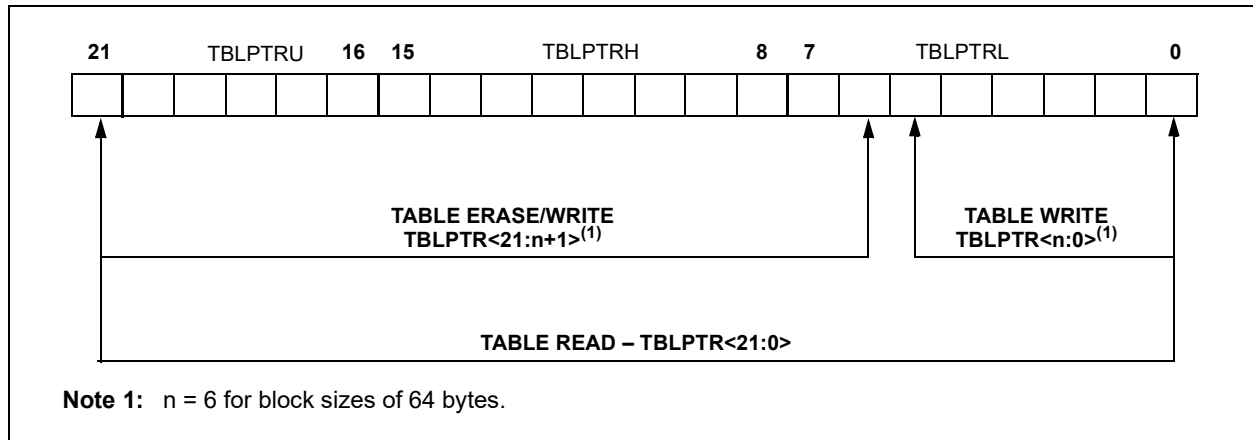 21 TBLPTRU 16 15 TBLPTRH 8 7 TBLPTRL 0
TABLE ERASE/WRITE
TBLPTR<21:n+1>(1)
TABLE WRITE
TBLPTR<n:0>(1)
TABLE READ – TBLPTR<21:0>
Note 1: n = 6 for block sizes of 64 bytes.